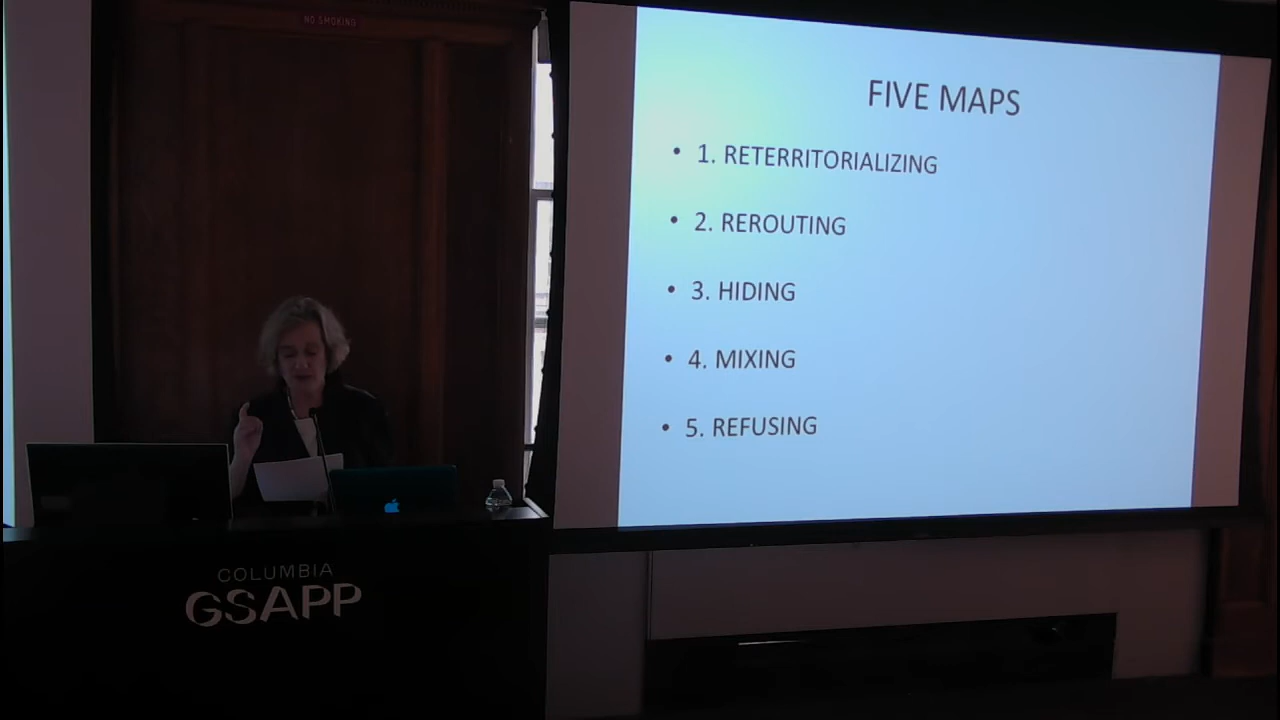 NO SMOKING
FIVE MAPS
• 1. RETERRITORIALIZING
• 2. REROUTING
• 3. HIDING
• 4. MIXING
• 5. REFUSING
COLUMBIA
GSAPP